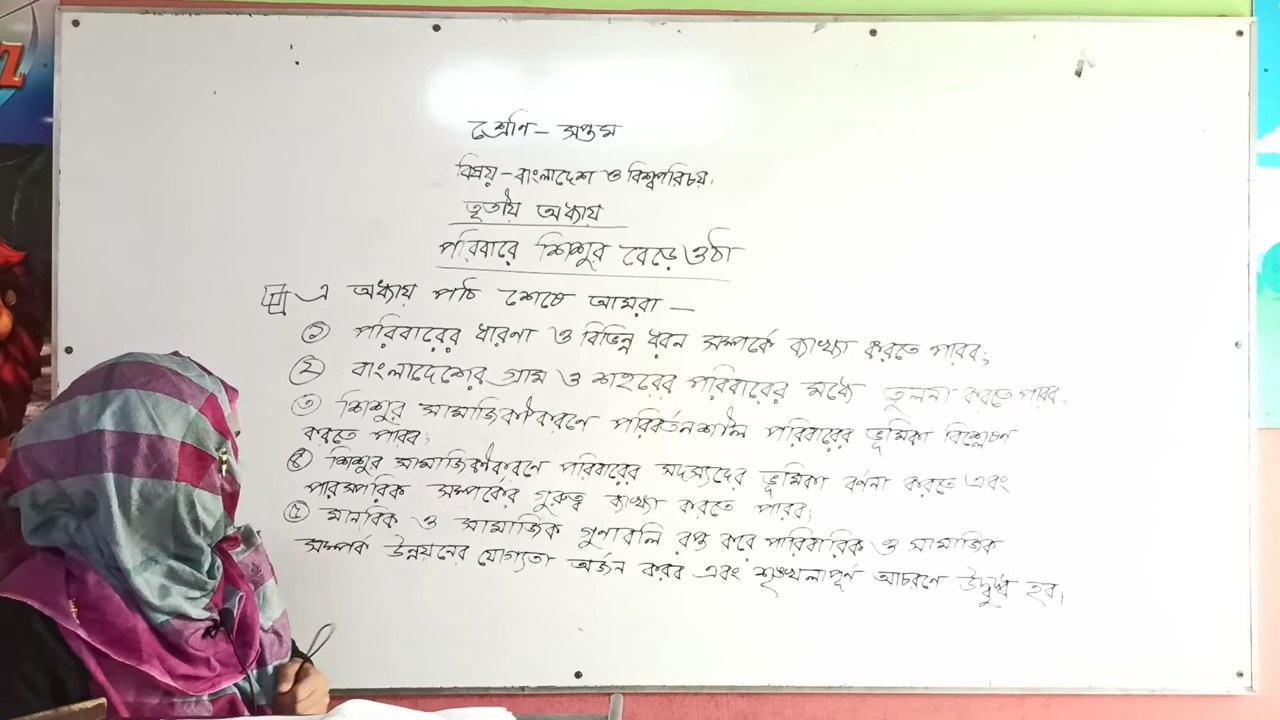 শ্রেণি - সপ্তম
বিষয় - বাংলাদেশ ও বিশ্বপরিচয়।
তৃতীয় অধ্যায়
পরিবারে শিশুর বেড়ে ওঠা
এ অধ্যায় পাঠ শেষে আমরা —
১ পরিবারের ধারণা ও বিভিন্ন ধরন সম্পর্কে ব্যাখ্যা করতে পারব;
২ বাংলাদেশের গ্রাম ও শহরের পরিবারের মধ্যে তুলনা করতে পারব;
৩ শিশুর সামাজিকীকরণে পরিবর্তনশীল পরিবারের ভূমিকা বিশ্লেষণ
করতে পারব;
৪ শিশুর সামাজিকীকরণে পরিবারের সদস্যদের ভূমিকা বর্ণনা করতে এবং
পারস্পরিক সম্পর্কের গুরুত্ব ব্যাখ্যা করতে পারব;
৫ মানবিক ও সামাজিক গুণাবলি রপ্ত করে পারিবারিক ও সামাজিক
সম্পর্ক উন্নয়নের যোগ্যতা অর্জন করব এবং শৃঙ্খলাপূর্ণ আচরণে উদ্বুদ্ধ হব।